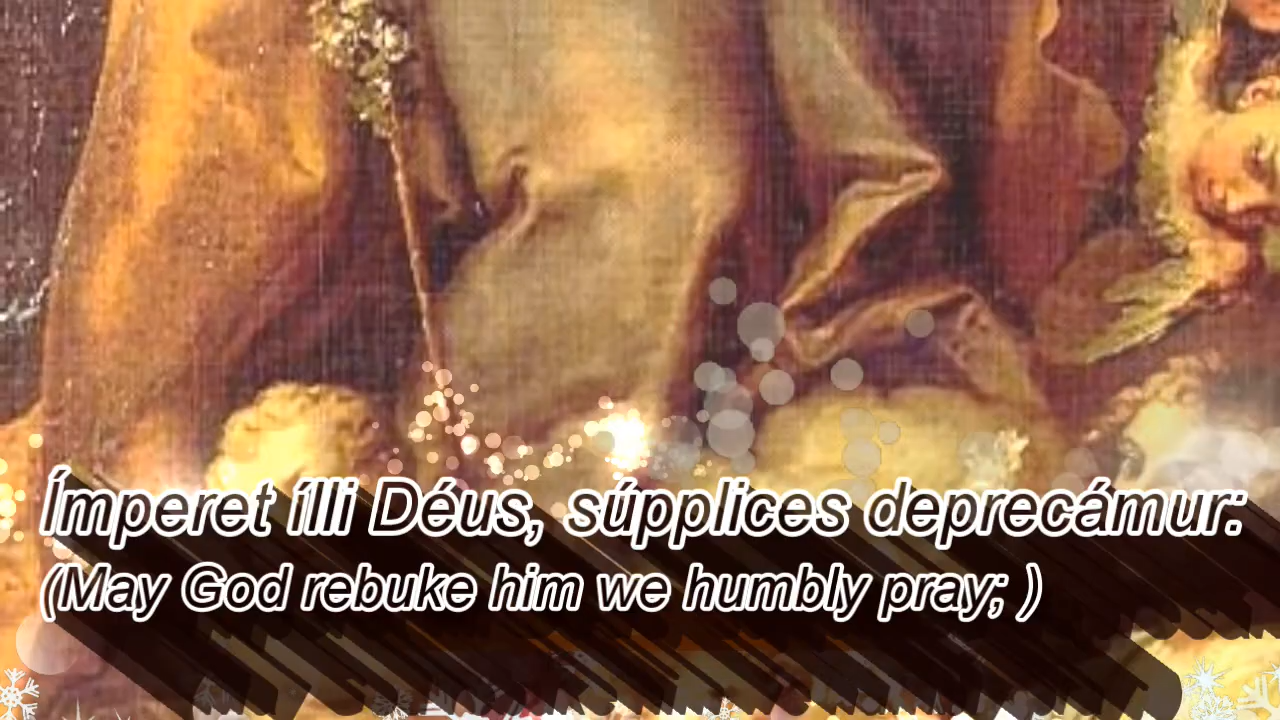 Ímperet ílli Déus, súpplices deprecámur:
(May God rebuke him we humbly pray; )